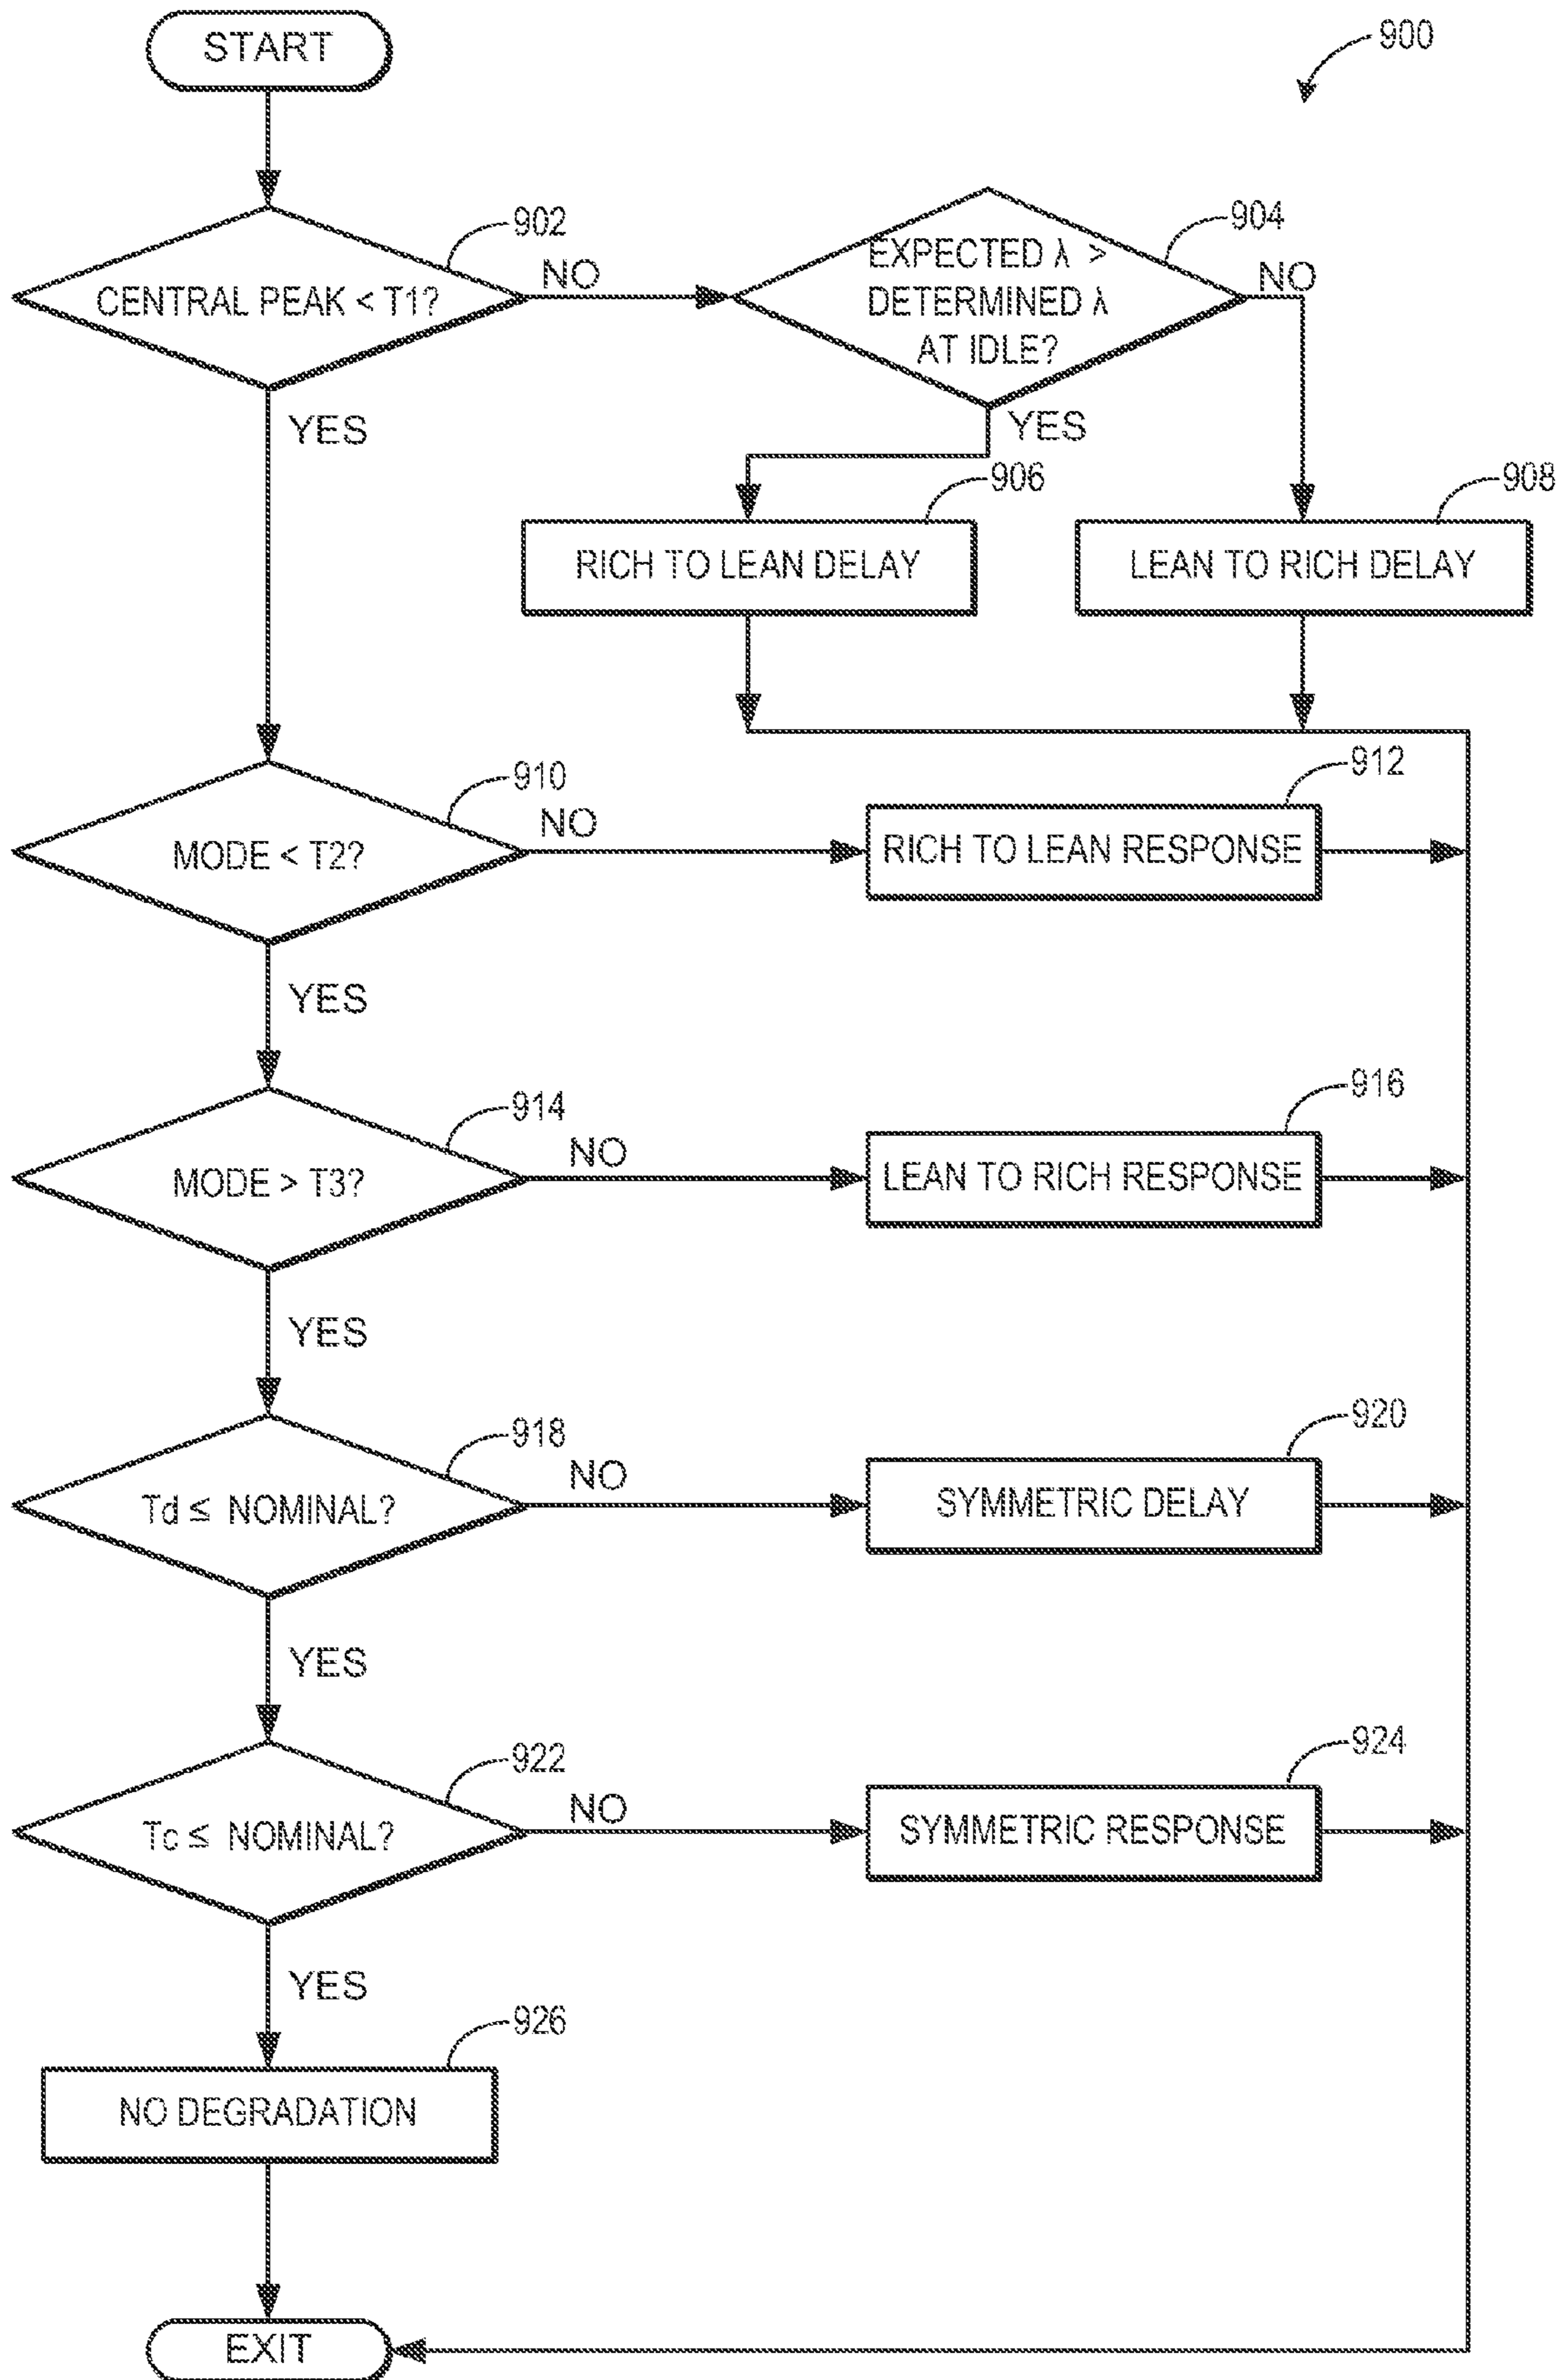 START
900
902
904
CENTRAL PEAK < T1?
NO
EXPECTED λ >
DETERMINED λ
AT IDLE?
NO
YES
YES
906
908
RICH TO LEAN DELAY
LEAN TO RICH DELAY
910
912
MODE < T2?
NO
RICH TO LEAN RESPONSE
YES
914
916
MODE > T3?
NO
LEAN TO RICH RESPONSE
YES
918
920
Td ≤ NOMINAL?
NO
SYMMETRIC DELAY
YES
922
924
Tc ≤ NOMINAL?
NO
SYMMETRIC RESPONSE
YES
926
NO DEGRADATION
EXIT